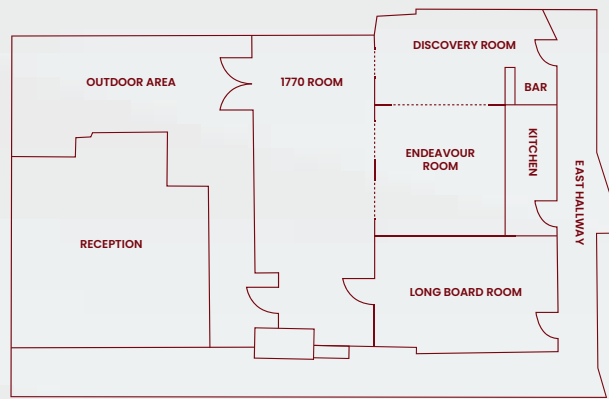 DISCOVERY ROOM
OUTDOOR AREA
1770 ROOM
BAR
KITCHEN
ENDEAVOUR
ROOM
EAST HALLWAY
RECEPTION
LONG BOARD ROOM